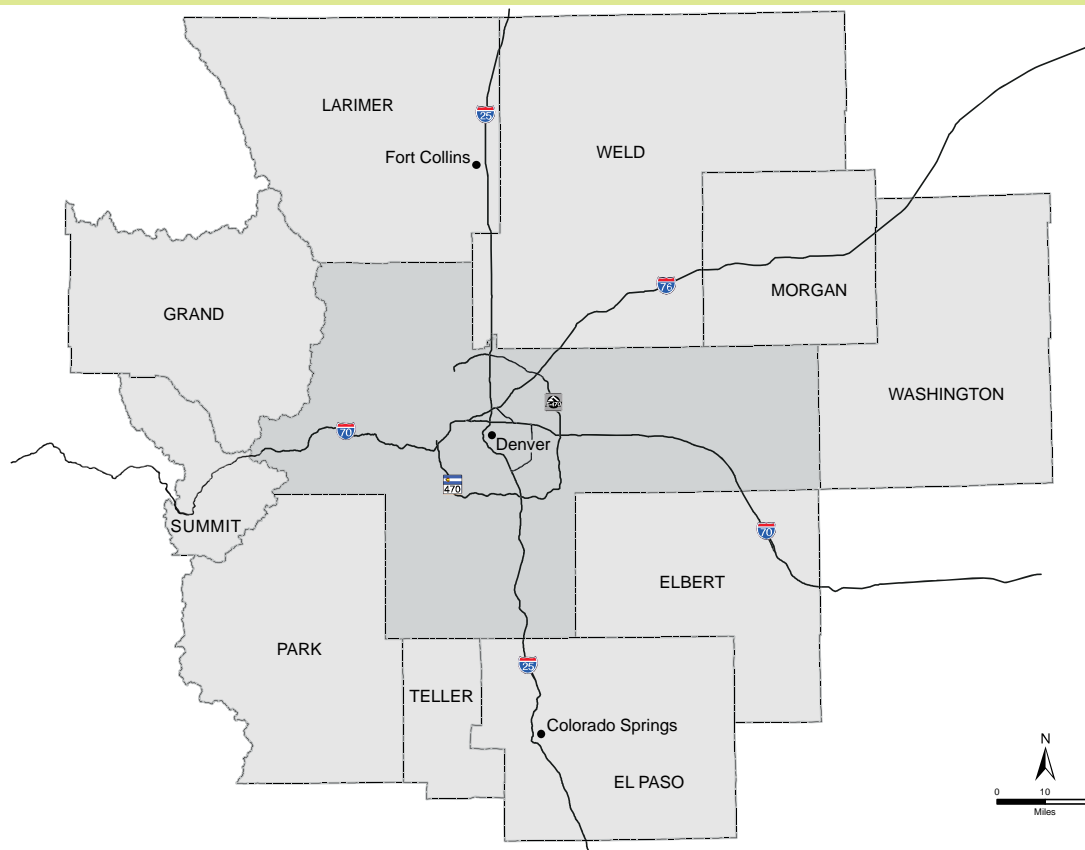 LARIMER
25
Fort Collins
WELD
76
MORGAN
GRAND
WASHINGTON
70
Denver
470
SUMMIT
70
ELBERT
PARK
25
TELLER
Colorado Springs
EL PASO
N
0 10
Miles